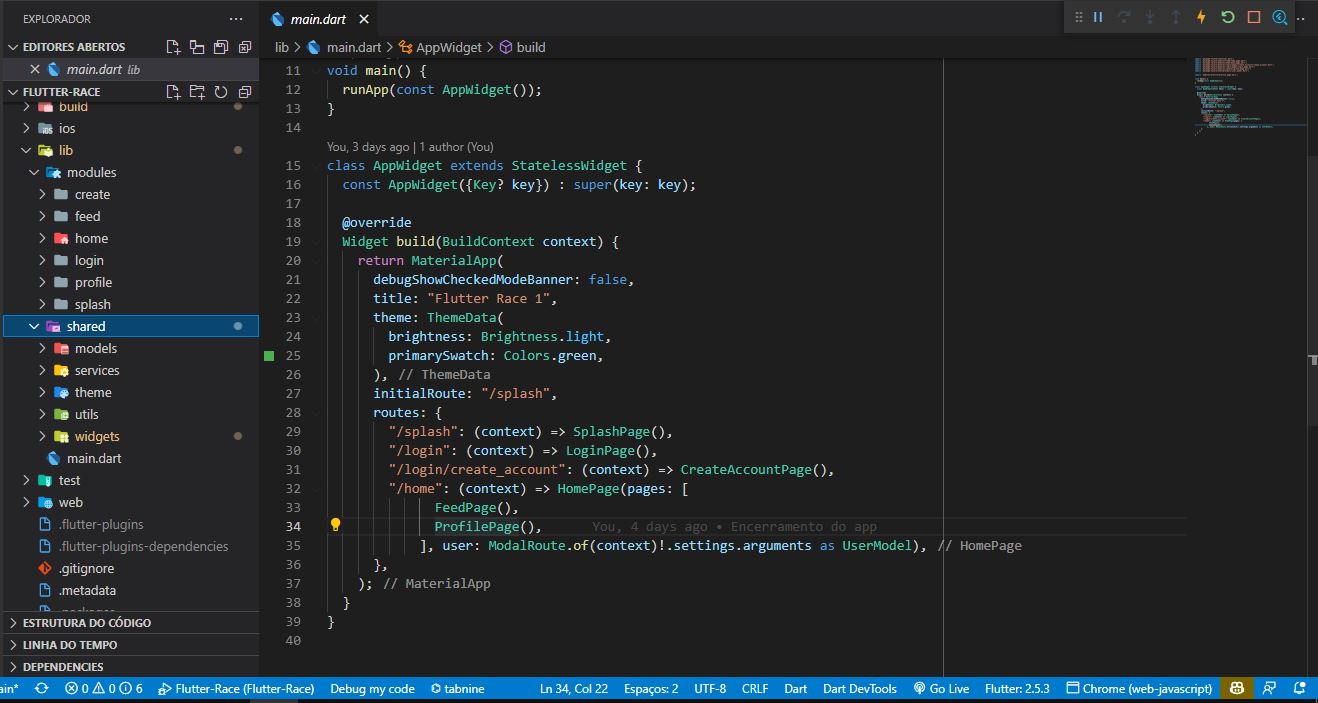 EXPLORADOR
EDITORES ABERTOS
main.dart lib
FLUTTER-RACE
build
ios
lib
modules
create
feed
home
login
profile
splash
shared
models
services
theme
utils
widgets
main.dart
test
web
.flutter-plugins
.flutter-plugins-dependencies
.gitignore
.metadata
.packages
ESTRUTURA DO CÓDIGO
LINHA DO TEMPO
DEPENDENCIES
main.dart
lib > main.dart > AppWidget > build
11 void main() {
12 runApp(const AppWidget());
13 }
14
You, 3 days ago | 1 author (You)
15 class AppWidget extends StatelessWidget {
16 const AppWidget({Key? key}) : super(key: key);
17
18 @override
19 Widget build(BuildContext context) {
20 return MaterialApp(
21 debugShowCheckedModeBanner: false,
22 title: "Flutter Race 1",
23 theme: ThemeData(
24 brightness: Brightness.light,
25 primarySwatch: Colors.green,
26 ), // ThemeData
27 initialRoute: "/splash",
28 routes: {
29 "/splash": (context) => SplashPage(),
30 "/login": (context) => LoginPage(),
31 "/login/create_account": (context) => CreateAccountPage(),
32 "/home": (context) => HomePage(pages: [
33 FeedPage(),
34 ProfilePage(), You, 4 days ago • Encerramento do app
35 ], user: ModalRoute.of(context)!.settings.arguments as UserModel), // HomePage
36 },
37 ); // MaterialApp
38 }
39 }
40
ain* 0 0 6 Flutter-Race (Flutter-Race) Debug my code tabnine Ln 34, Col 22 Espaços: 2 UTF-8 CRLF Dart Dart DevTools Go Live Flutter: 2.5.3 Chrome (web-javascript)